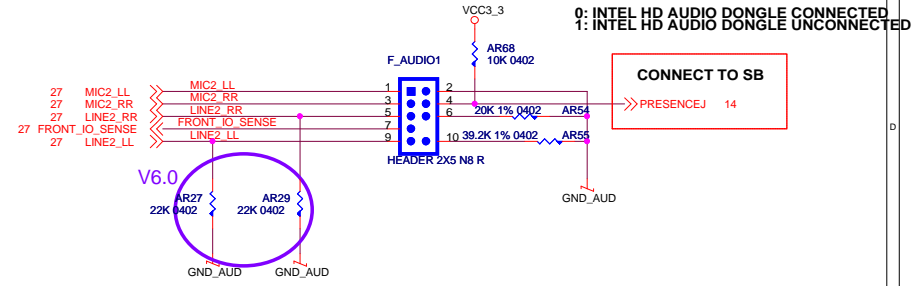 VCC3_3
0: INTEL HD AUDIO DONGLE CONNECTED
1: INTEL HD AUDIO DONGLE UNCONNECTED
AR68
10K 0402
F_AUDIO1
CONNECT TO SB
27 MIC2_LL MIC2_LL 1 2
27 MIC2_RR MIC2_RR 3 4 PRESENCEJ 14
27 LINE2_RR LINE2_RR 5 6 20K 1% 0402 AR54
27 FRONT_IO_SENSE FRONT_IO_SENSE 7
27 LINE2_LL LINE2_LL 9 10 39.2K 1% 0402 AR55
HEADER 2X5 N8 R
D
V6.0
AR27
22K 0402
AR29
22K 0402
GND_AUD
GND_AUD
GND_AUD